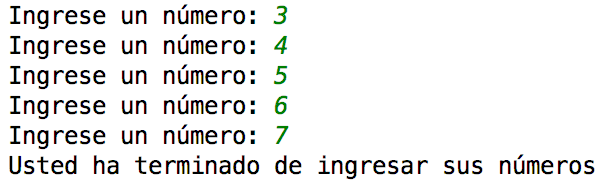 Ingrese un número: 3
Ingrese un número: 4
Ingrese un número: 5
Ingrese un número: 6
Ingrese un número: 7
Usted ha terminado de ingresar sus números